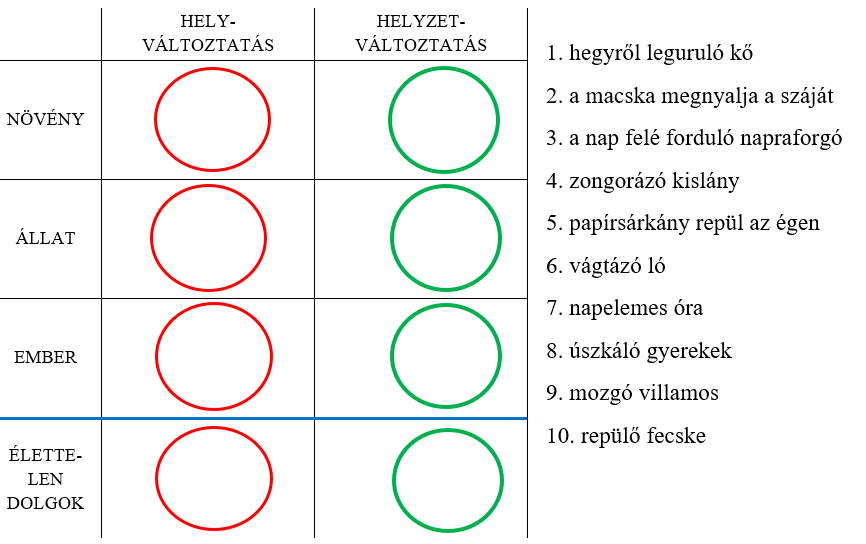 HELY-
VÁLTOZTATÁS
HELYZET-
VÁLTOZTATÁS
NÖVÉNY
ÁLLAT
EMBER
ÉLETTE-
LEN
DOLGOK
1. hegyről leguruló kő
2. a macska megnyalja a száját
3. a nap felé forduló napraforgó
4. zongorázó kislány
5. papírsárkány repül az égen
6. vágtázó ló
7. napelemes óra
8. úszkáló gyerekek
9. mozgó villamos
10. repülő fecske